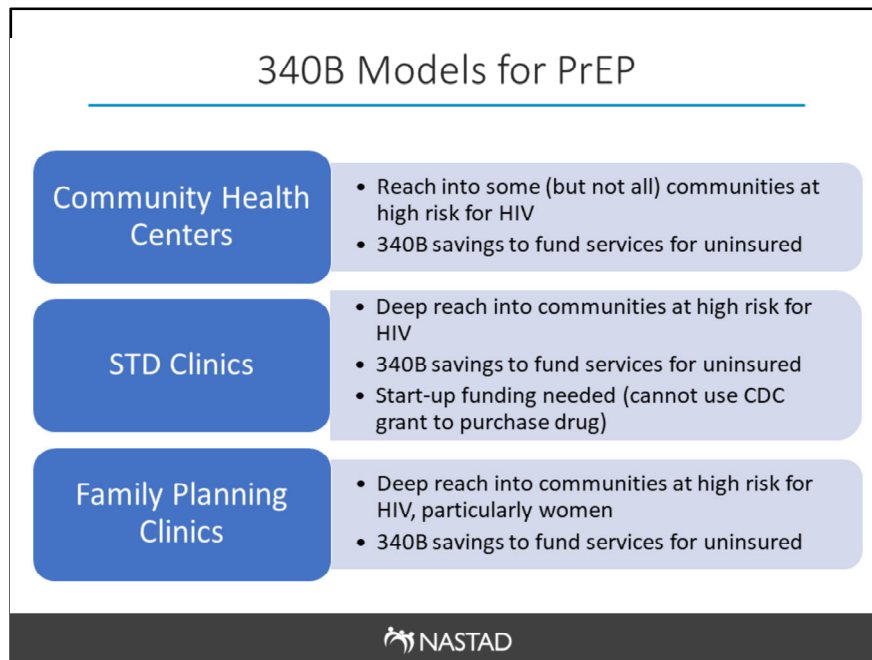 340B Models for PrEP
Community Health
Centers
• Reach into some (but not all) communities at
high risk for HIV
• 340B savings to fund services for uninsured
STD Clinics
• Deep reach into communities at high risk for
HIV
• 340B savings to fund services for uninsured
• Start-up funding needed (cannot use CDC
grant to purchase drug)
Family Planning
Clinics
• Deep reach into communities at high risk for
HIV, particularly women
• 340B savings to fund services for uninsured
NASTAD